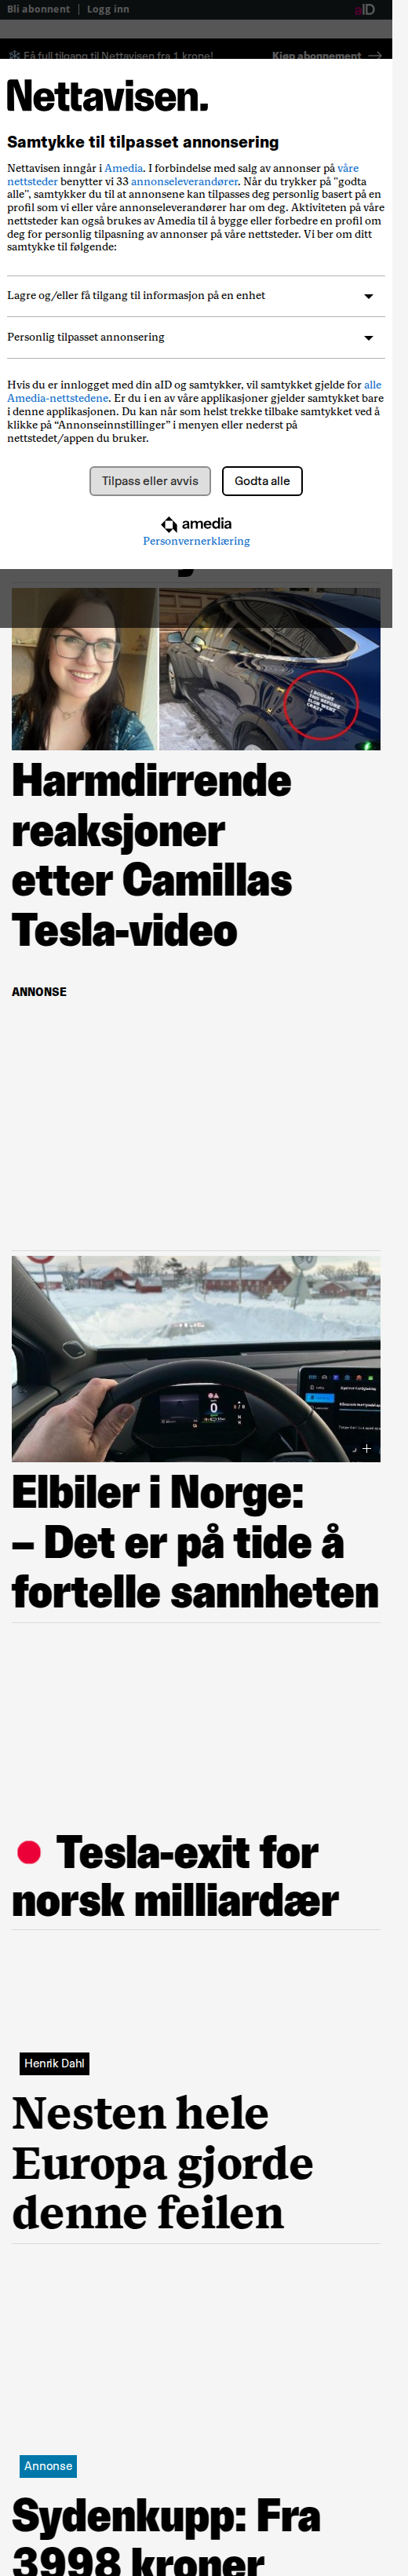 Bli abonnent | Logg inn
aID
Få full tilgang til Nettavisen fra 1 krone!
Kjøp abonnement
Nettavisen.
Samtykke til tilpasset annonsering
Nettavisen inngår i Amedia. I forbindelse med salg av annonser på våre
nettsteder benytter vi 33 annonseleverandører. Når du trykker på "godta
alle", samtykker du til at annonsene kan tilpasses deg personlig basert på en
profil som vi eller våre annonseleverandører har om deg. Aktiviteten på våre
nettsteder kan også brukes av Amedia til å bygge eller forbedre en profil om
deg for personlig tilpasning av annonser på våre nettsteder. Vi ber om ditt
samtykke til følgende:
Lagre og/eller få tilgang til informasjon på en enhet
Personlig tilpasset annonsering
Hvis du er innlogget med din aID og samtykker, vil samtykket gjelde for alle
Amedia-nettstedene. Er du i en av våre applikasjoner gjelder samtykket bare
i denne applikasjonen. Du kan når som helst trekke tilbake samtykket ved å
klikke på “Annonseinnstillinger” i menyen eller nederst på
nettstedet/appen du bruker.
Tilpass eller avvis
Godta alle
amedia
Personvernerklæring
I BOUGHT
THIS BEFORE
ELON WENT
CRAZY
Harmdirrende
reaksjoner
etter Camillas
Tesla-video
ANNONSE
Elbiler i Norge:
– Det er på tide å
fortelle sannheten
Tesla-exit for
norsk milliardær
Henrik Dahl
Nesten hele
Europa gjorde
denne feilen
Annonse
Sydenkupp: Fra
3998 kroner